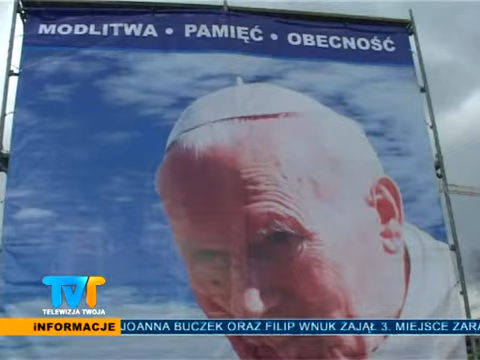 MODLITWA • PAMIĘĆ • OBECNOŚĆ
TVT
TELEWIZJA TWOJA
iNFORMACJE JOANNA BUCZEK ORAZ FILIP WNUK ZAJĄŁ 3. MIEJSCE ZARA